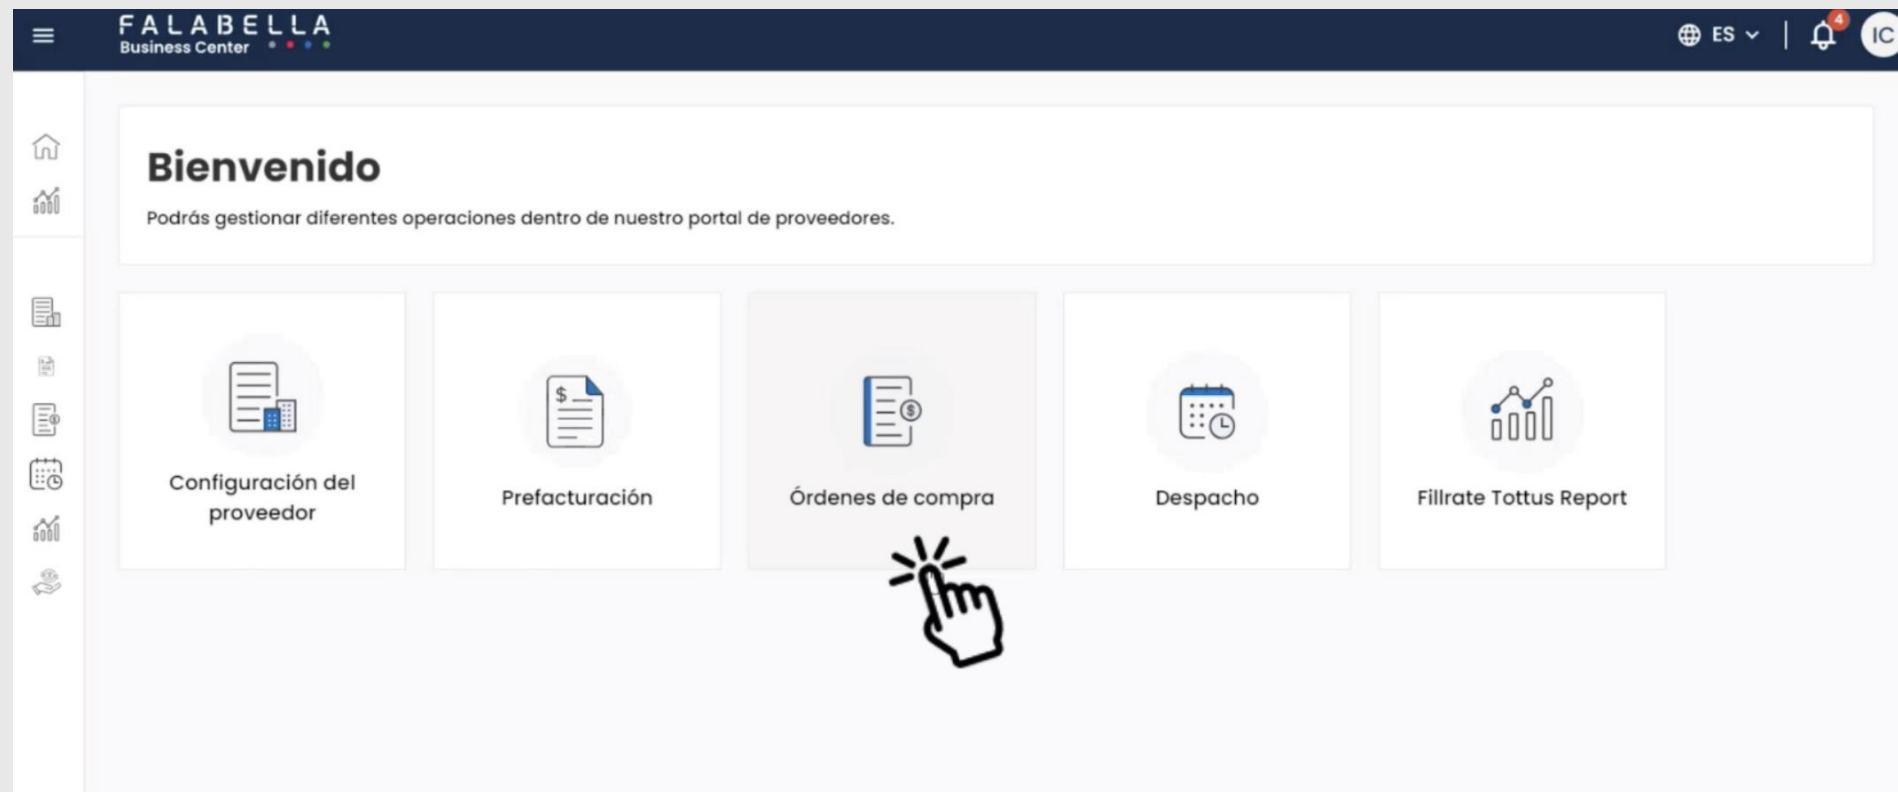 FALABELLA
Business Center
ES
4
IC
Bienvenido
Podrás gestionar diferentes operaciones dentro de nuestro portal de proveedores.
Configuración del
proveedor
Prefacturación
Órdenes de compra
Despacho
Fillrate Tottus Report